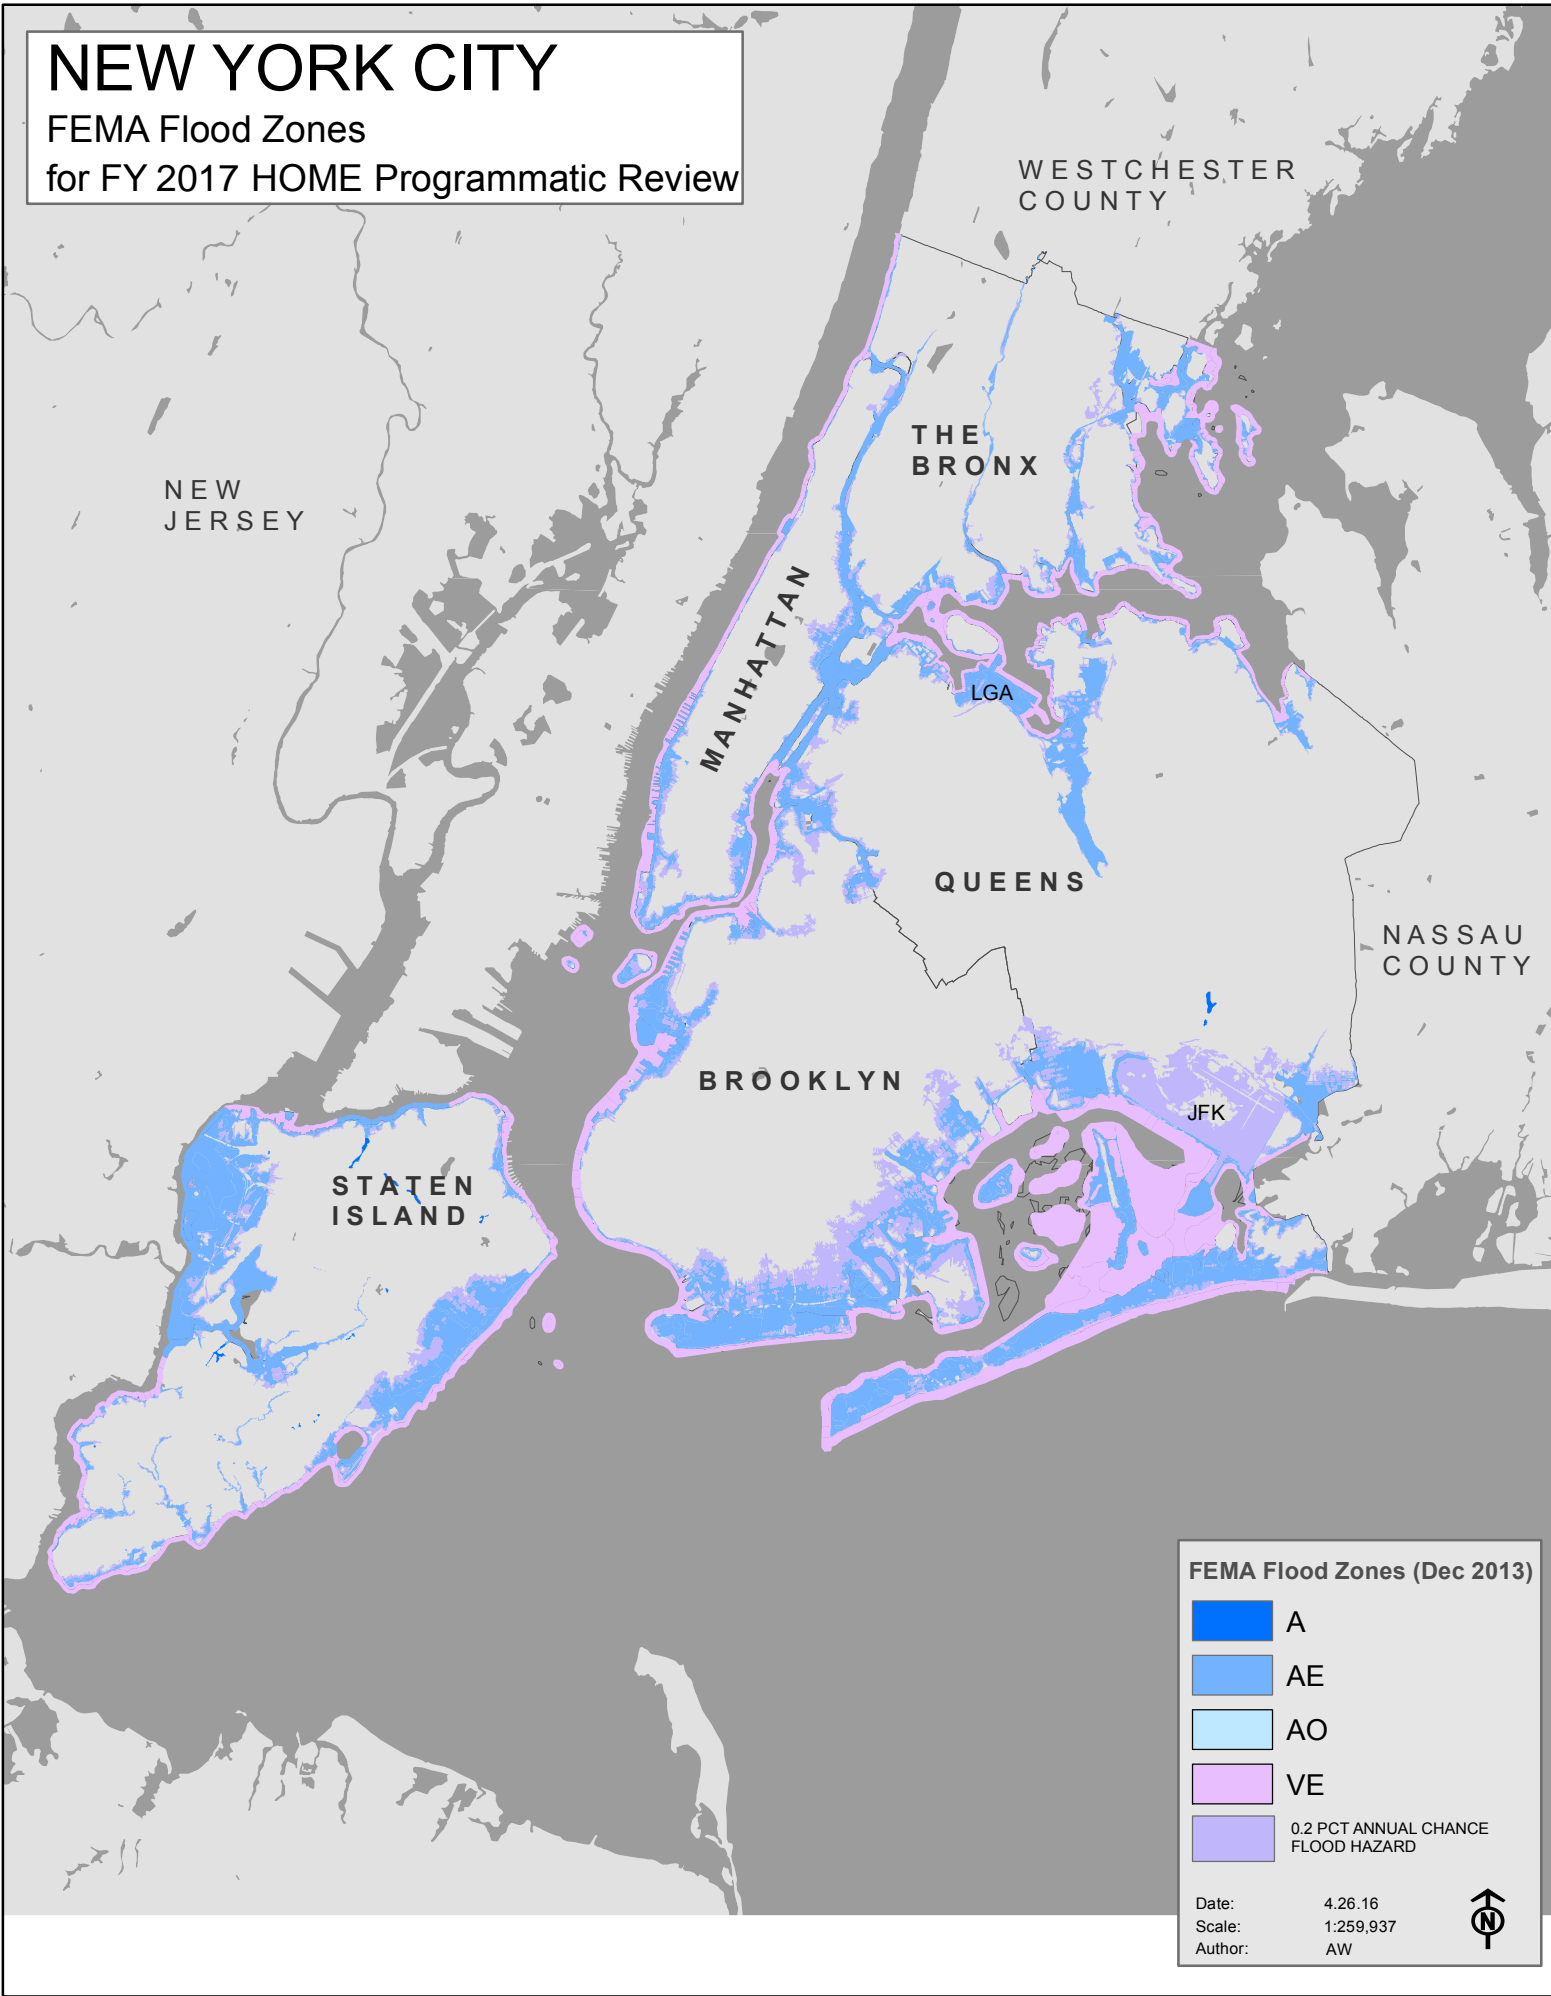 NEW YORK CITY
FEMA Flood Zones
for FY 2017 HOME Programmatic Review
WESTCHESTER
COUNTY
THE
BRONX
NEW
JERSEY
MANHATTAN
LGA
QUEENS
NASSAU
COUNTY
BROOKLYN
JFK
STATEN
ISLAND
FEMA Flood Zones (Dec 2013)
A
AE
AO
VE
0.2 PCT ANNUAL CHANCE
FLOOD HAZARD
Date: 4.26.16
Scale: 1:259,937
Author: AW
N